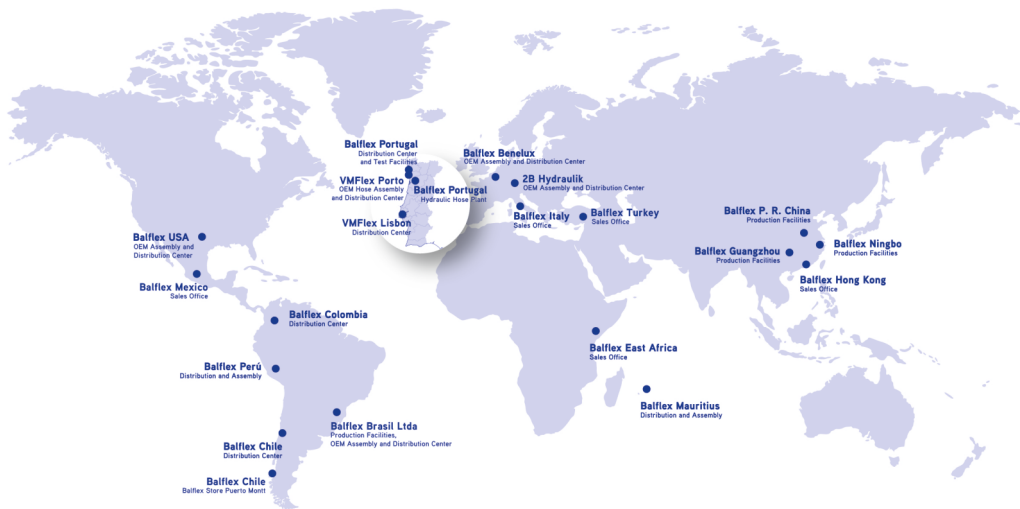 Balflex Portugal
Distribution Center
and Test Facilities
VMFlex Porto
OEM Hose Assembly
and Distribution Center
Balflex Portugal
Hydraulic Hose Plant
VMFlex Lisbon
Distribution Center
Balflex Benelux
OEM Assembly and Distribution Center
2B Hydraulik
OEM Assembly and Distribution Center
Balflex Italy
Sales Office
Balflex Turkey
Sales Office
Balflex P. R. China
Production Facilities
Balflex Ningbo
Production Facilities
Balflex Guangzhou
Production Facilities
Balflex Hong Kong
Sales Office
Balflex USA
OEM Assembly and
Distribution Center
Balflex Mexico
Sales Office
Balflex Colombia
Distribution Center
Balflex Perú
Distribution and Assembly
Balflex East Africa
Sales Office
Balflex Mauritius
Distribution and Assembly
Balflex Brasil Ltda
Production Facilities,
OEM Assembly and Distribution Center
Balflex Chile
Distribution Center
Balflex Chile
Balflex Store Puerto Montt